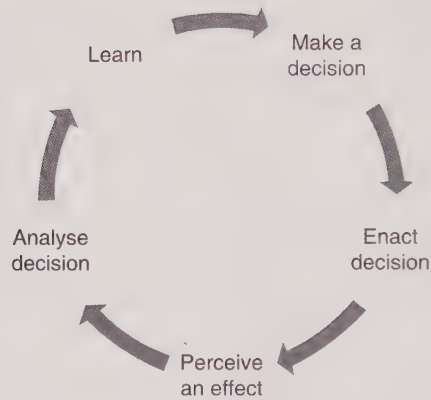 Learn
Make a
decision
Enact
decision
Perceive
an effect
Analyse
decision